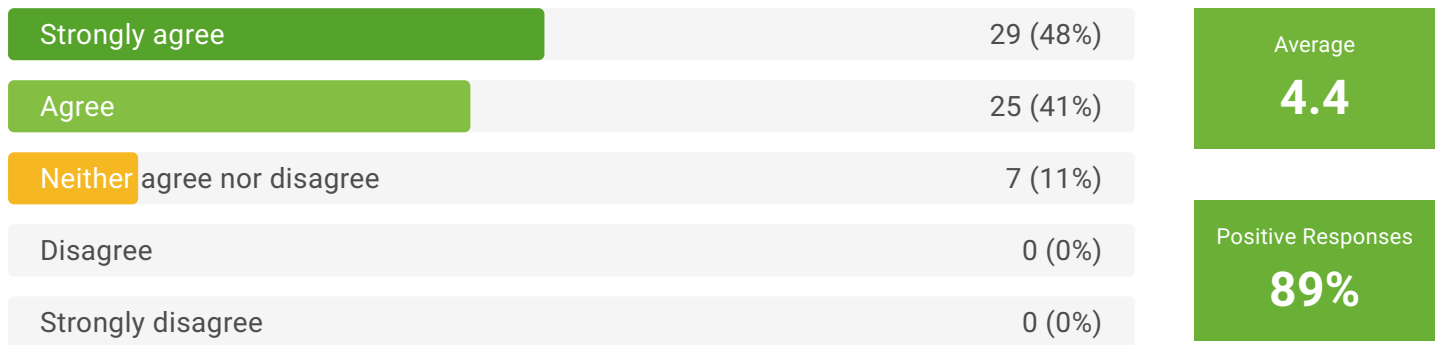 Strongly agree 29 (48%)
Agree 25 (41%)
Neither agree nor disagree 7 (11%)
Disagree 0 (0%)
Strongly disagree 0 (0%)
Average
4.4
Positive Responses
89%